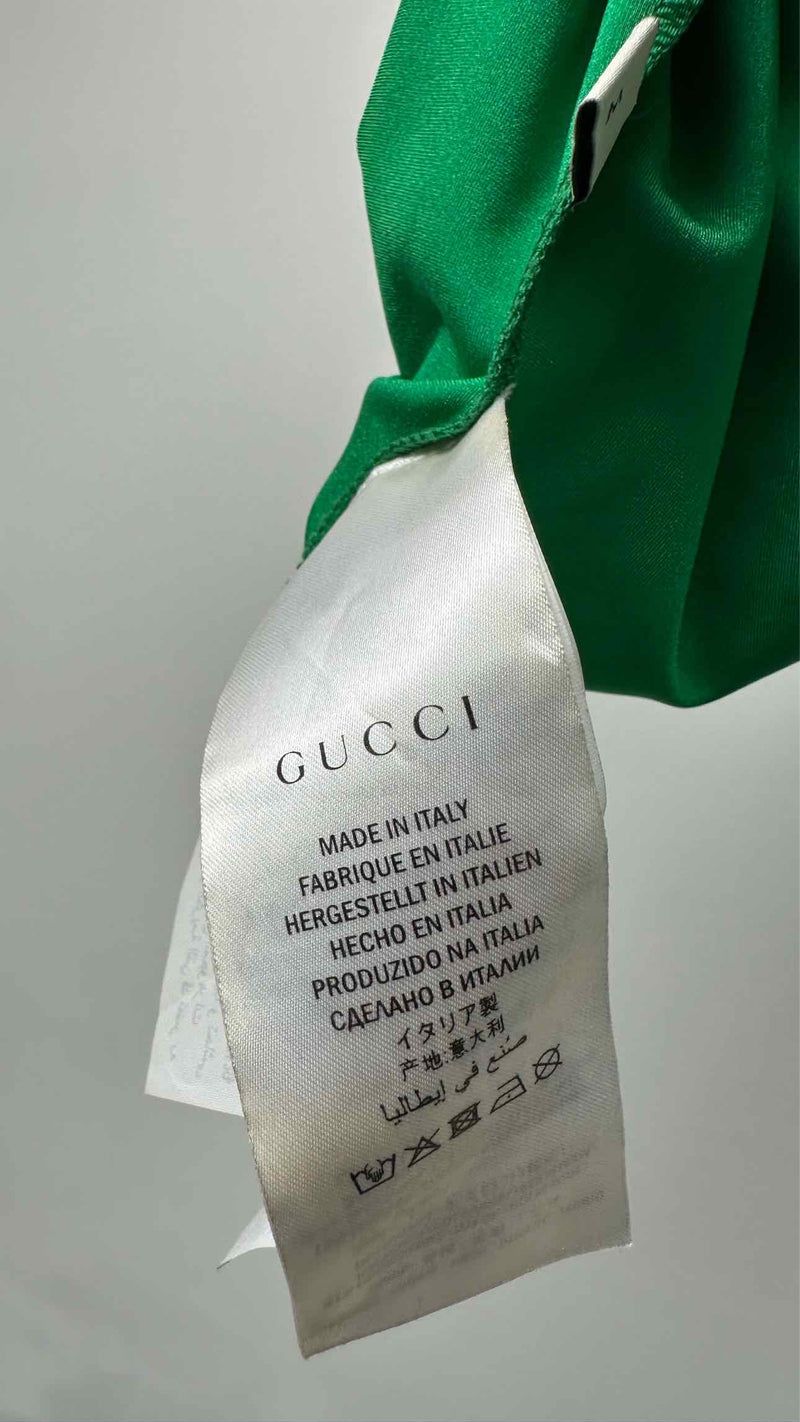 M
GUCCI
MADE IN ITALY
FABRIQUE EN ITALIE
HERGESTELLT IN ITALIEN
HECHO EN ITALIA
PRODUZIDO NA ITALIA
СДЕЛАНО В ИТАЛИИ
イタリア製
产地:意大利
صنع في إيطاليا